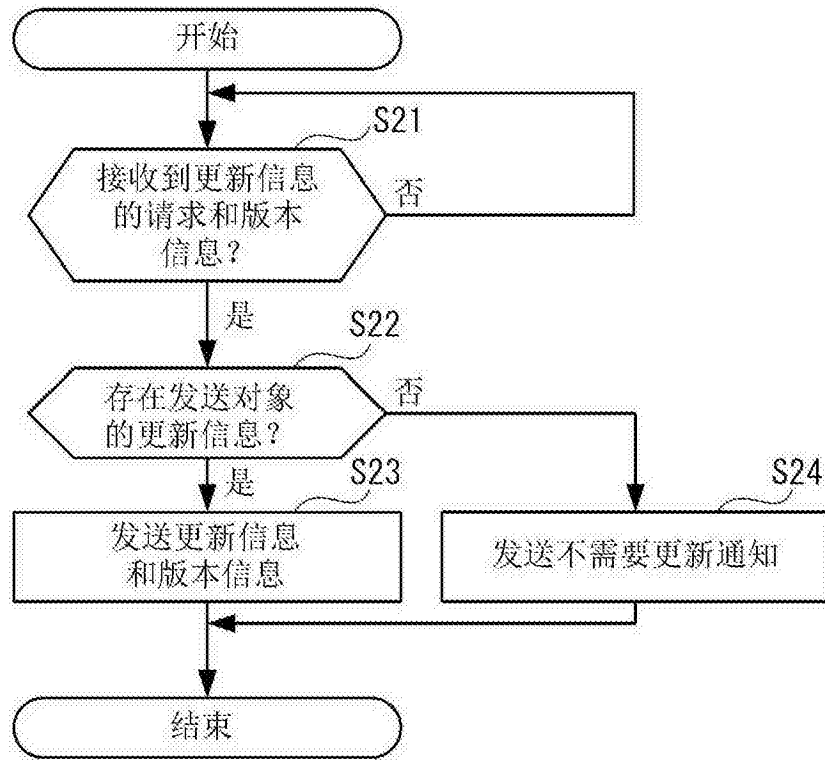 开始
S21
接收到更新信息
的请求和版本
信息？
否
是
S22
存在发送对象
的更新信息？
否
是
S23
发送更新信息
和版本信息
S24
发送不需要更新通知
结束